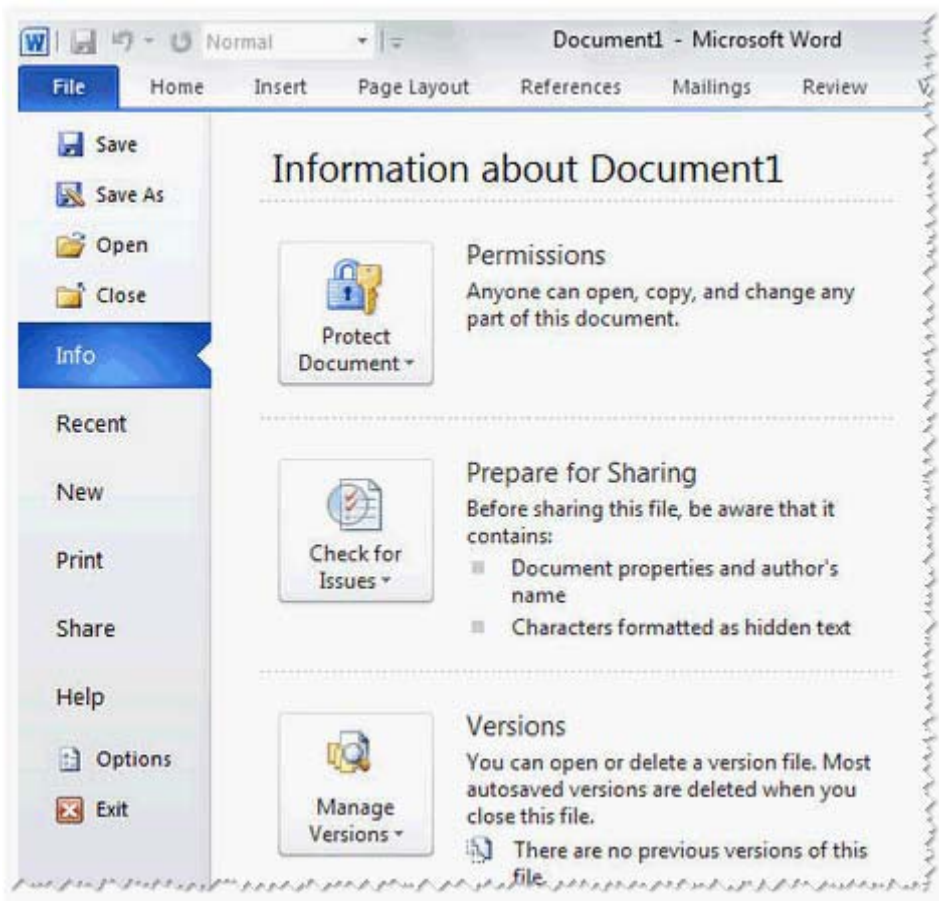 W Normal Document1 - Microsoft Word
File Home Insert Page Layout References Mailings Review
Save
Save As
Open
Close
Info
Recent
New
Print
Share
Help
Options
Exit
Information about Document1
Protect
Document
Permissions
Anyone can open, copy, and change any
part of this document.
Check for
Issues
Prepare for Sharing
Before sharing this file, be aware that it
contains:
Document properties and author's
name
Characters formatted as hidden text
Manage
Versions
Versions
You can open or delete a version file. Most
autosaved versions are deleted when you
close this file.
There are no previous versions of this
file.